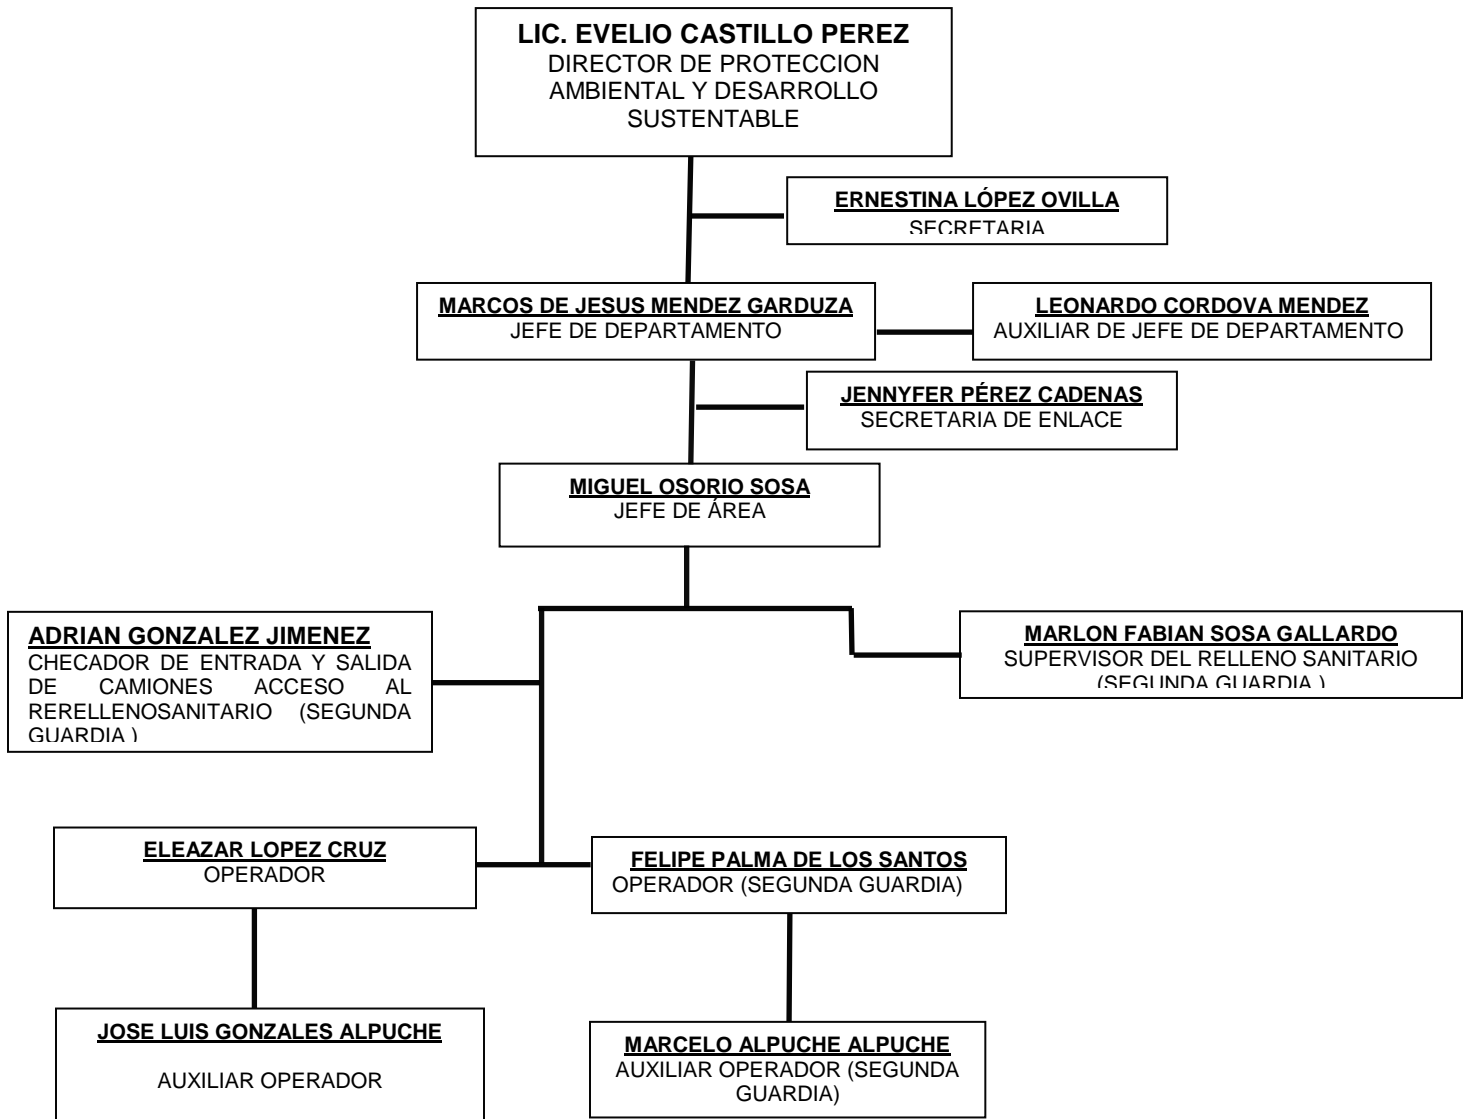 LIC. EVELIO CASTILLO PEREZ
DIRECTOR DE PROTECCION
AMBIENTAL Y DESARROLLO
SUSTENTABLE
ERNESTINA LÓPEZ OVILLA
SECRETARIA
MARCOS DE JESUS MENDEZ GARDUZA
JEFE DE DEPARTAMENTO
LEONARDO CORDOVA MENDEZ
AUXILIAR DE JEFE DE DEPARTAMENTO
JENNYFER PÉREZ CADENAS
SECRETARIA DE ENLACE
MIGUEL OSORIO SOSA
JEFE DE ÁREA
ADRIAN GONZALEZ JIMENEZ
CHECADOR DE ENTRADA Y SALIDA
DE CAMIONES ACCESO AL
RERELLENOSANITARIO (SEGUNDA
GUARDIA )
MARLON FABIAN SOSA GALLARDO
SUPERVISOR DEL RELLENO SANITARIO
(SEGUNDA GUARDIA )
ELEAZAR LOPEZ CRUZ
OPERADOR
FELIPE PALMA DE LOS SANTOS
OPERADOR (SEGUNDA GUARDIA)
JOSE LUIS GONZALES ALPUCHE
AUXILIAR OPERADOR
MARCELO ALPUCHE ALPUCHE
AUXILIAR OPERADOR (SEGUNDA
GUARDIA)